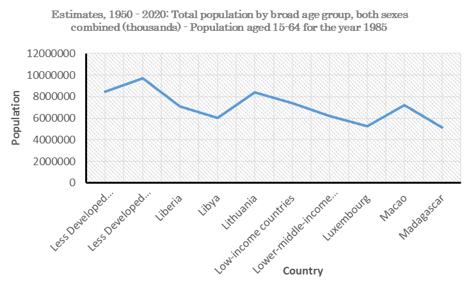 Estimates, 1950 - 2020: Total population by broad age group, both sexes
combined (thousands) - Population aged 15-64 for the year 1985
Population
12000000
10000000
8000000
6000000
4000000
2000000
0
Less Developed...
Less Developed...
Liberia
Libya
Lithuania
Low-income countries
Lower-middle-income...
Luxembourg
Macao
Madagascar
Country